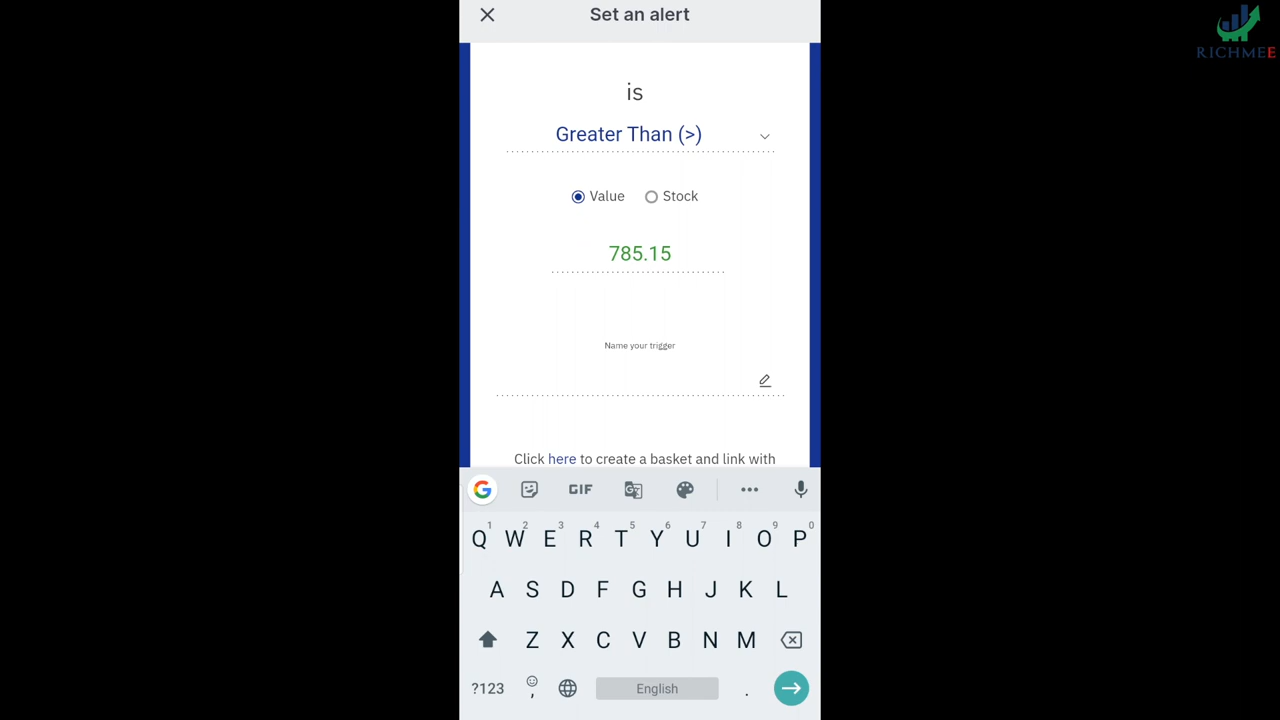 Set an alert
RICHMEE
is
Greater Than (>)
Value Stock
785.15
Name your trigger
Click here to create a basket and link with
G GIF G
1 2 3 4 5 6 7 8 9 0
Q W E R T Y U I O P
A S D F G H J K L
Z X C V B N M
?123 , English .